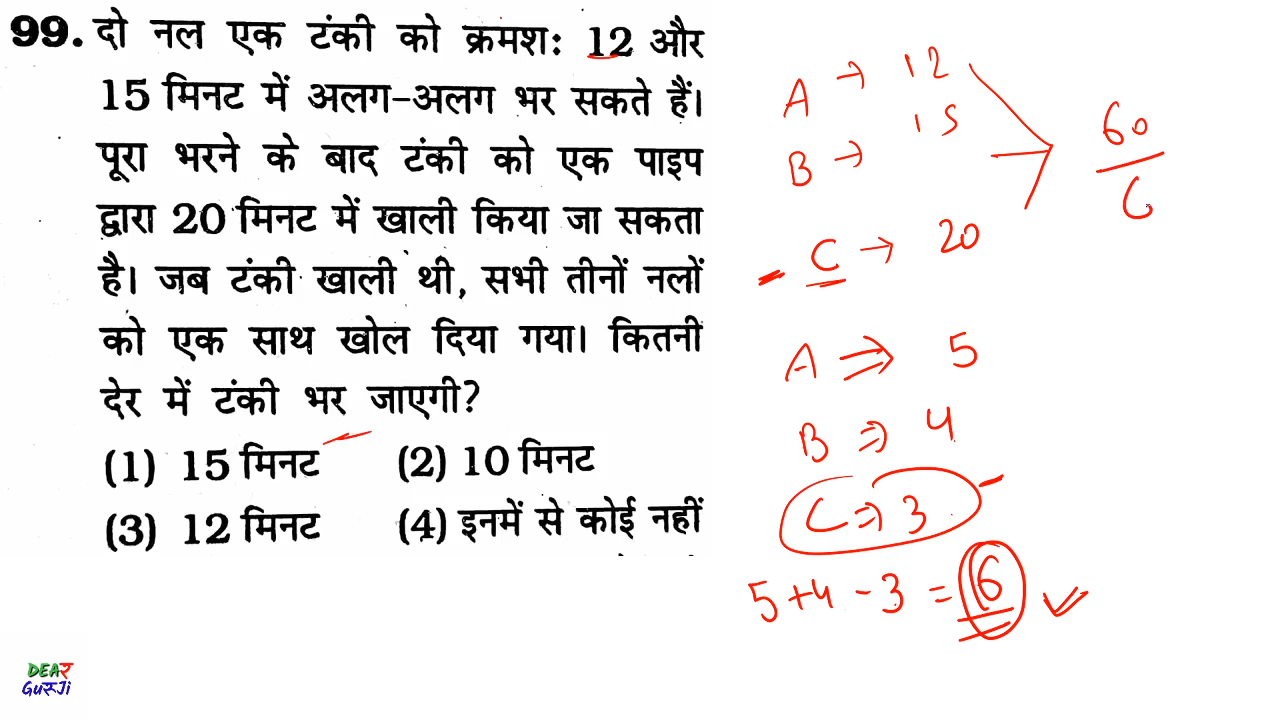 99. दो नल एक टंकी को क्रमशः 12 और
15 मिनट में अलग-अलग भर सकते हैं।
पूरा भरने के बाद टंकी को एक पाइप
द्वारा 20 मिनट में खाली किया जा सकता
है। जब टंकी खाली थी, सभी तीनों नलों
को एक साथ खोल दिया गया। कितनी
देर में टंकी भर जाएगी?
(1) 15 मिनट (2) 10 मिनट
(3) 12 मिनट (4) इनमें से कोई नहीं
A → 12
B → 15
- C → 20
60
6
A ⇒ 5
B ⇒ 4
C ⇒ 3 -
5+4-3 = 6
DEAR
GuruJi